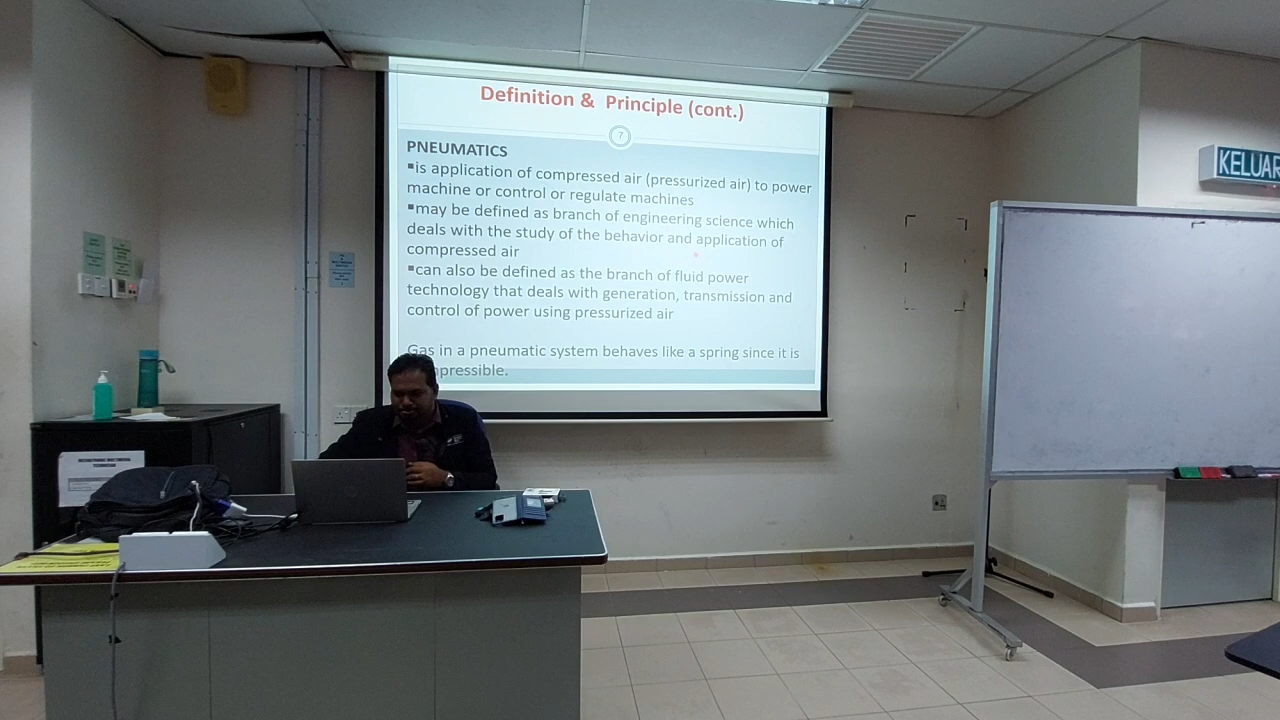 Definition & Principle (cont.)
7
PNEUMATICS
▪is application of compressed air (pressurized air) to power
machine or control or regulate machines
▪may be defined as branch of engineering science which
deals with the study of the behavior and application of
compressed air
▪can also be defined as the branch of fluid power
technology that deals with generation, transmission and
control of power using pressurized air
Gas in a pneumatic system behaves like a spring since it is
mpressible.
KELUAR